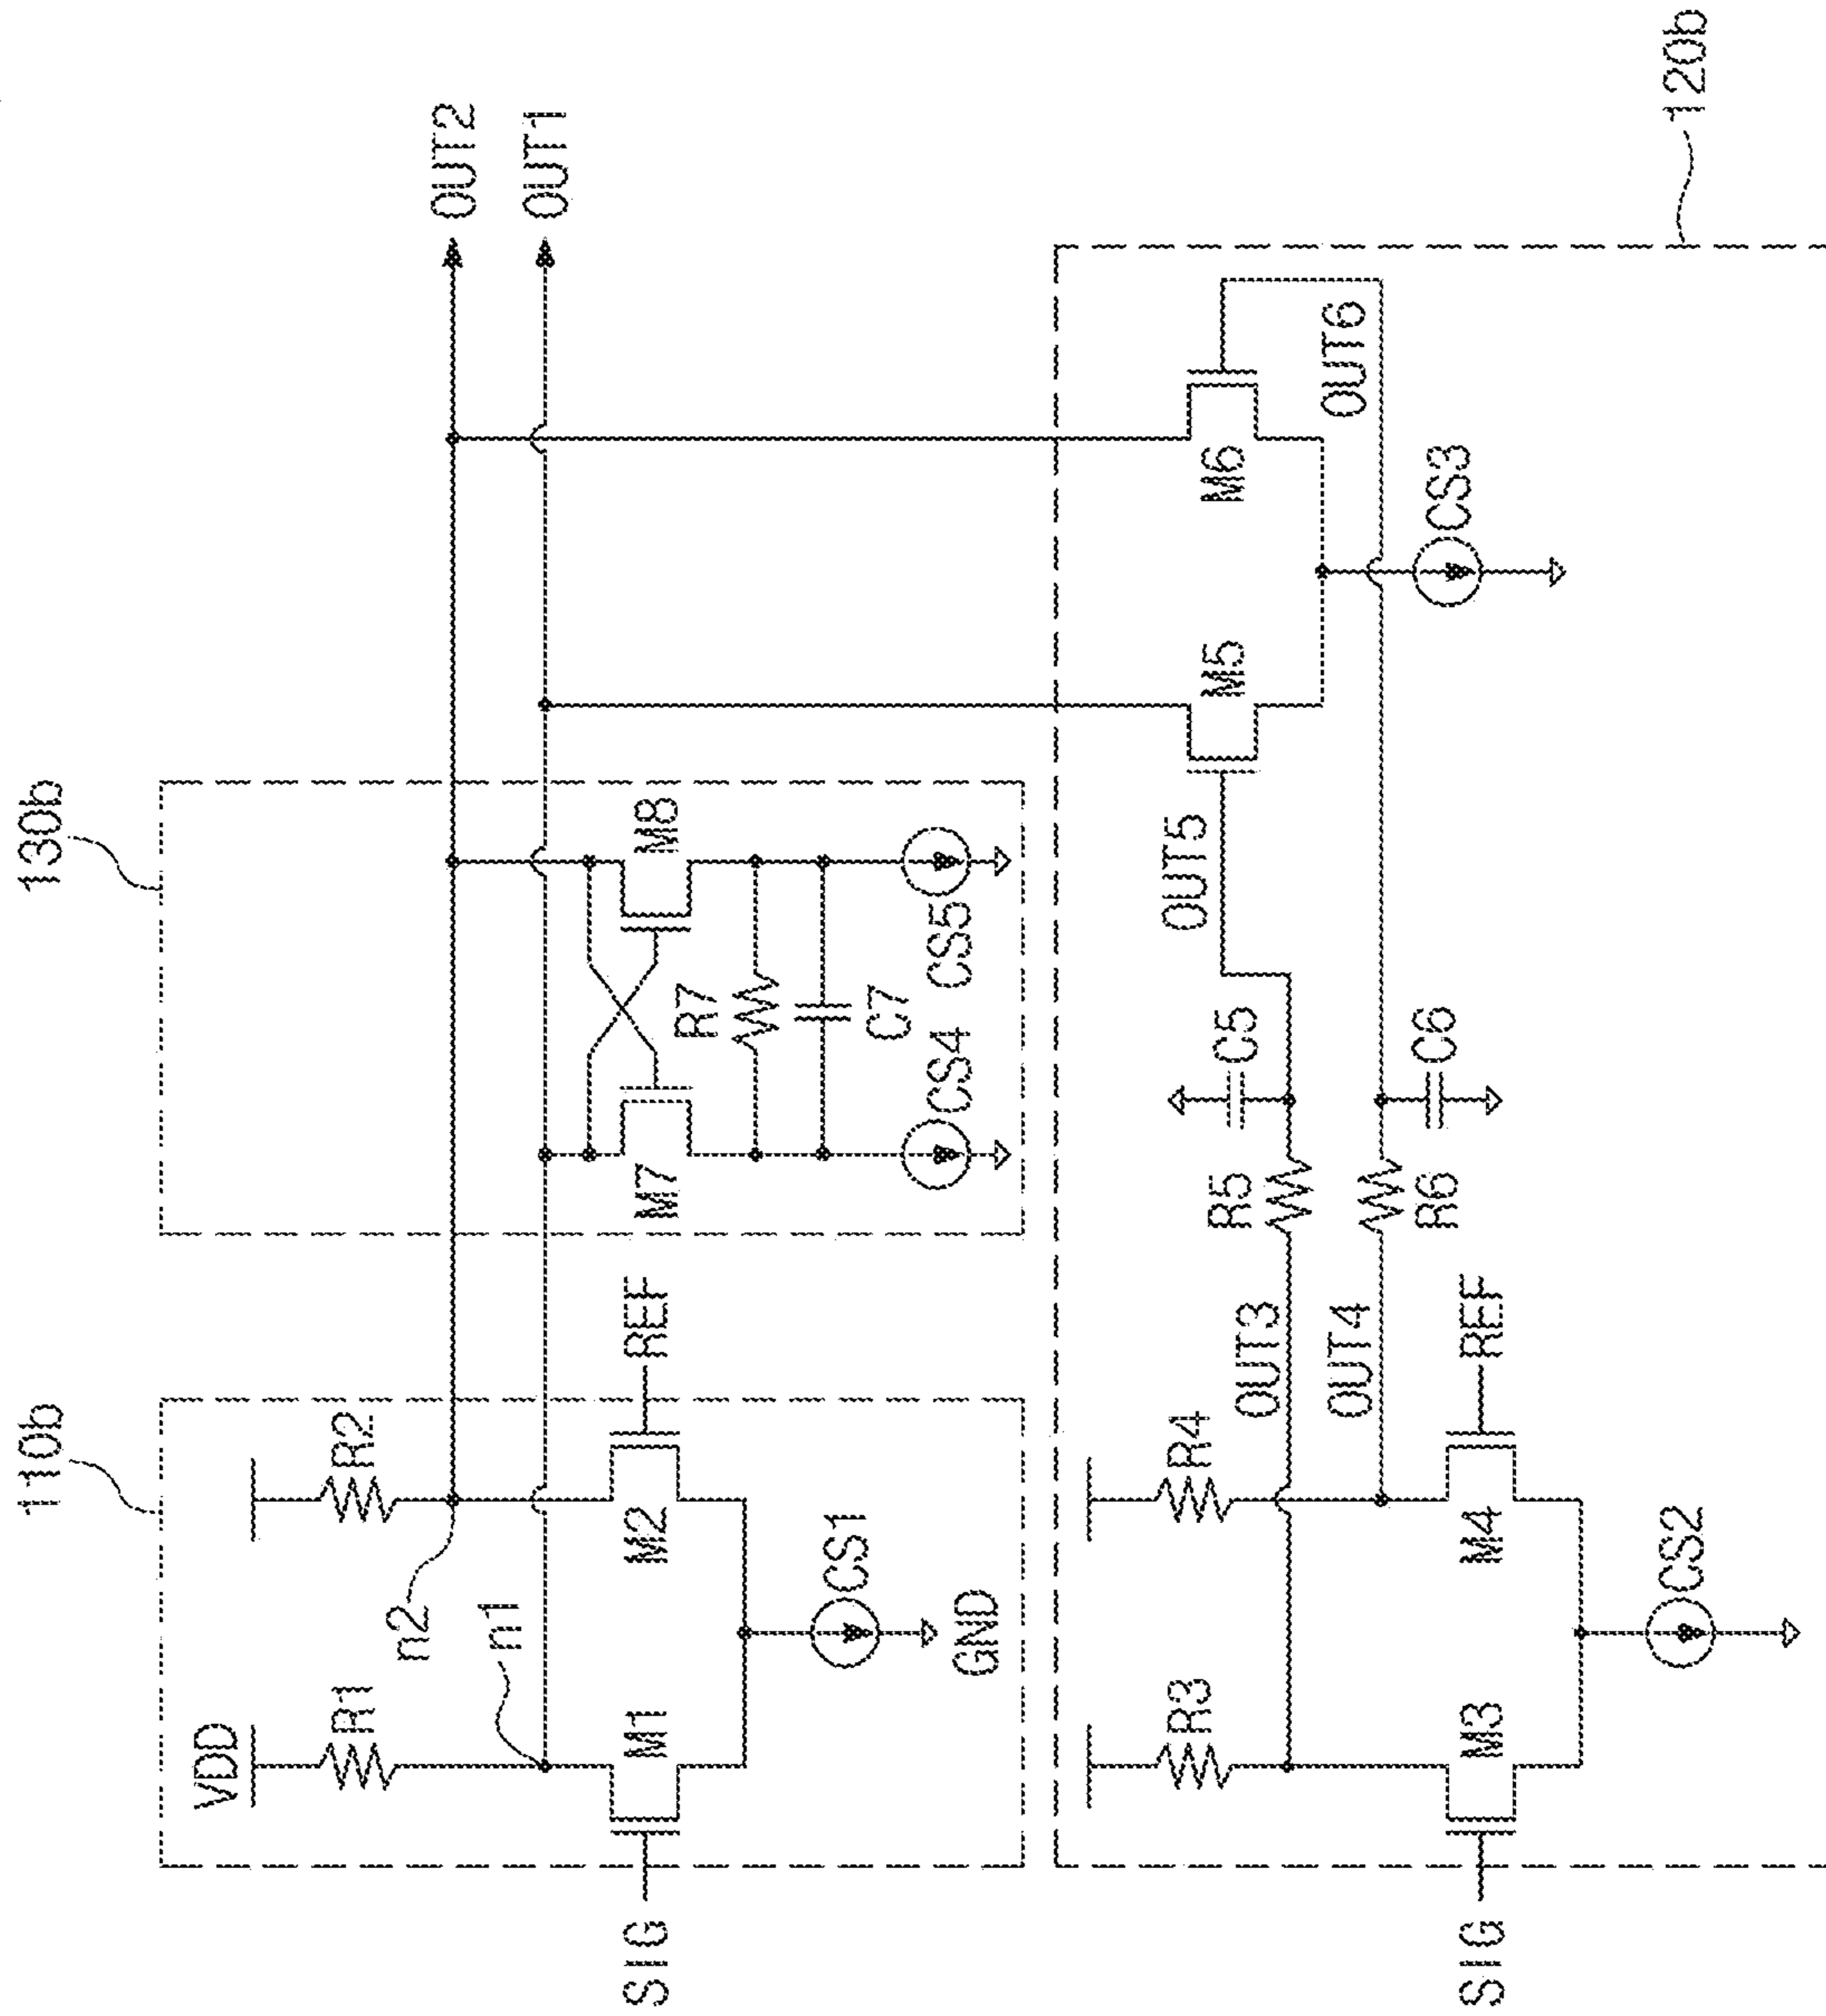 110b
130b
VDD
R1
R2
n2
n1
OUT2
OUT1
SIG
M1
M2
REF
CS1
GND
M7
M8
R7
C7
CS4
CS5
R3
R4
OUT3
OUT4
R5
C5
OUT5
M5
M6
OUT6
R6
C6
CS3
SIG
M3
M4
REF
CS2
120b